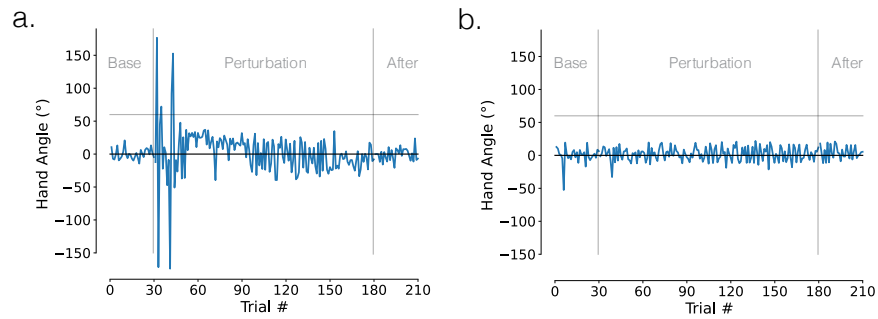 a.
Base
Perturbation
After
Hand Angle (°)
150
100
50
0
−50
−100
−150
0 30 60 90 120 150 180 210
Trial #
b.
Base
Perturbation
After
Hand Angle (°)
150
100
50
0
−50
−100
−150
0 30 60 90 120 150 180 210
Trial #